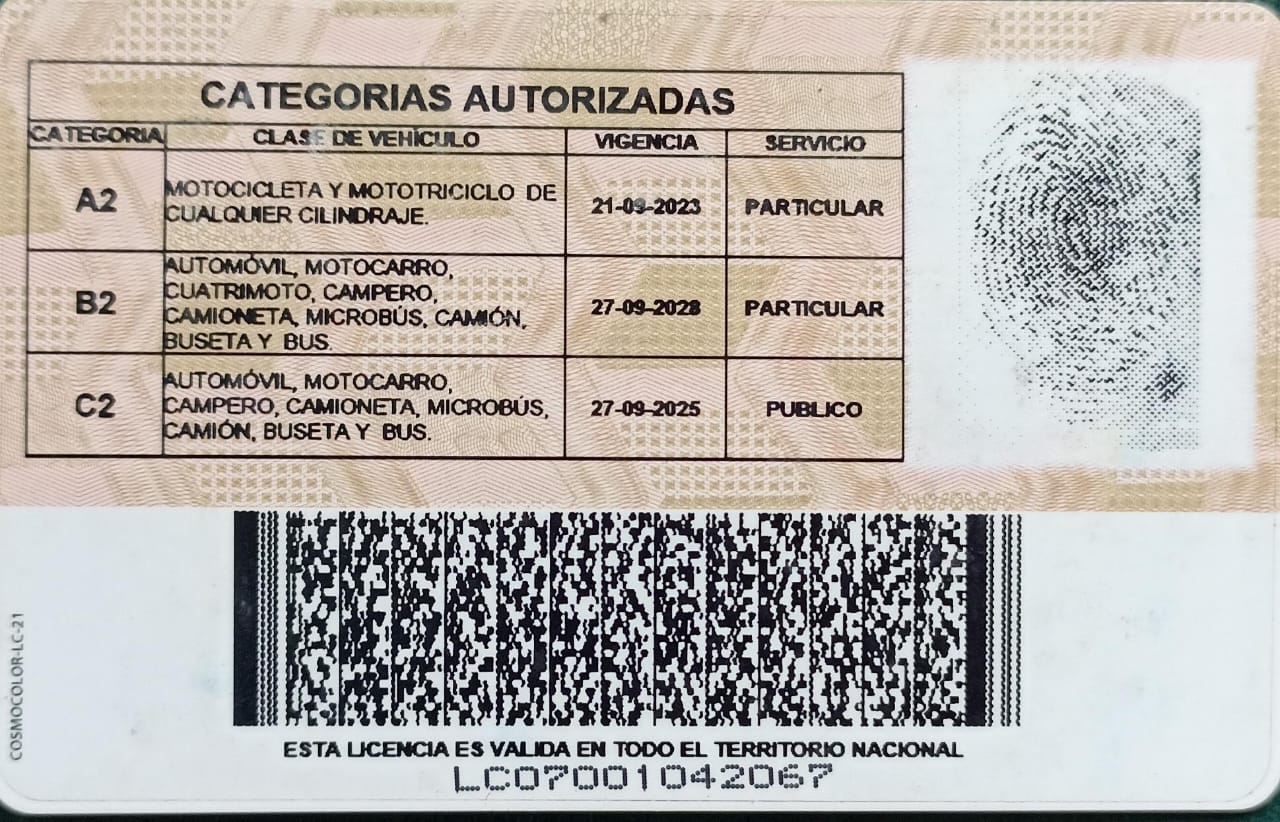 CATEGORIAS AUTORIZADAS
CATEGORIA CLASE DE VEHÍCULO VIGENCIA SERVICIO
A2 MOTOCICLETA Y MOTOTRICICLO DE
CUALQUIER CILINDRAJE. 21-09-2023 PARTICULAR
B2 AUTOMÓVIL, MOTOCARRO,
CUATRIMOTO, CAMPERO,
CAMIONETA, MICROBÚS, CAMIÓN,
BUSETA Y BUS. 27-09-2028 PARTICULAR
C2 AUTOMÓVIL, MOTOCARRO,
CAMPERO, CAMIONETA, MICROBÚS,
CAMIÓN, BUSETA Y BUS. 27-09-2025 PUBLICO
COSMOCOLOR-LC-21
ESTA LICENCIA ES VALIDA EN TODO EL TERRITORIO NACIONAL
LC07001042067